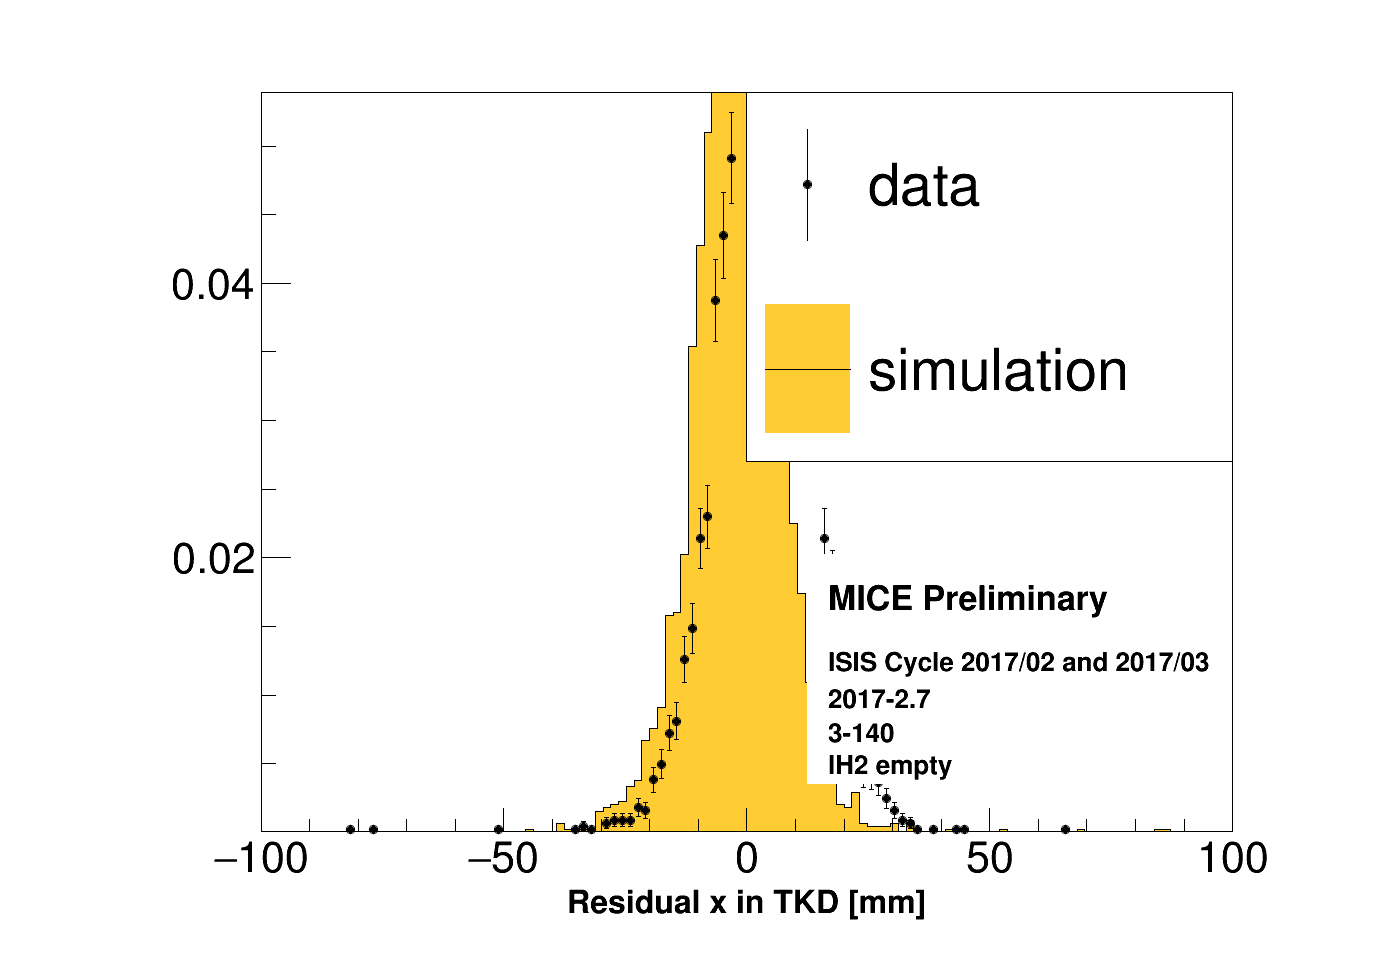 data
simulation
0.04
0.02
MICE Preliminary
ISIS Cycle 2017/02 and 2017/03
2017-2.7
3-140
IH2 empty
−100 −50 0 50 100
Residual x in TKD [mm]